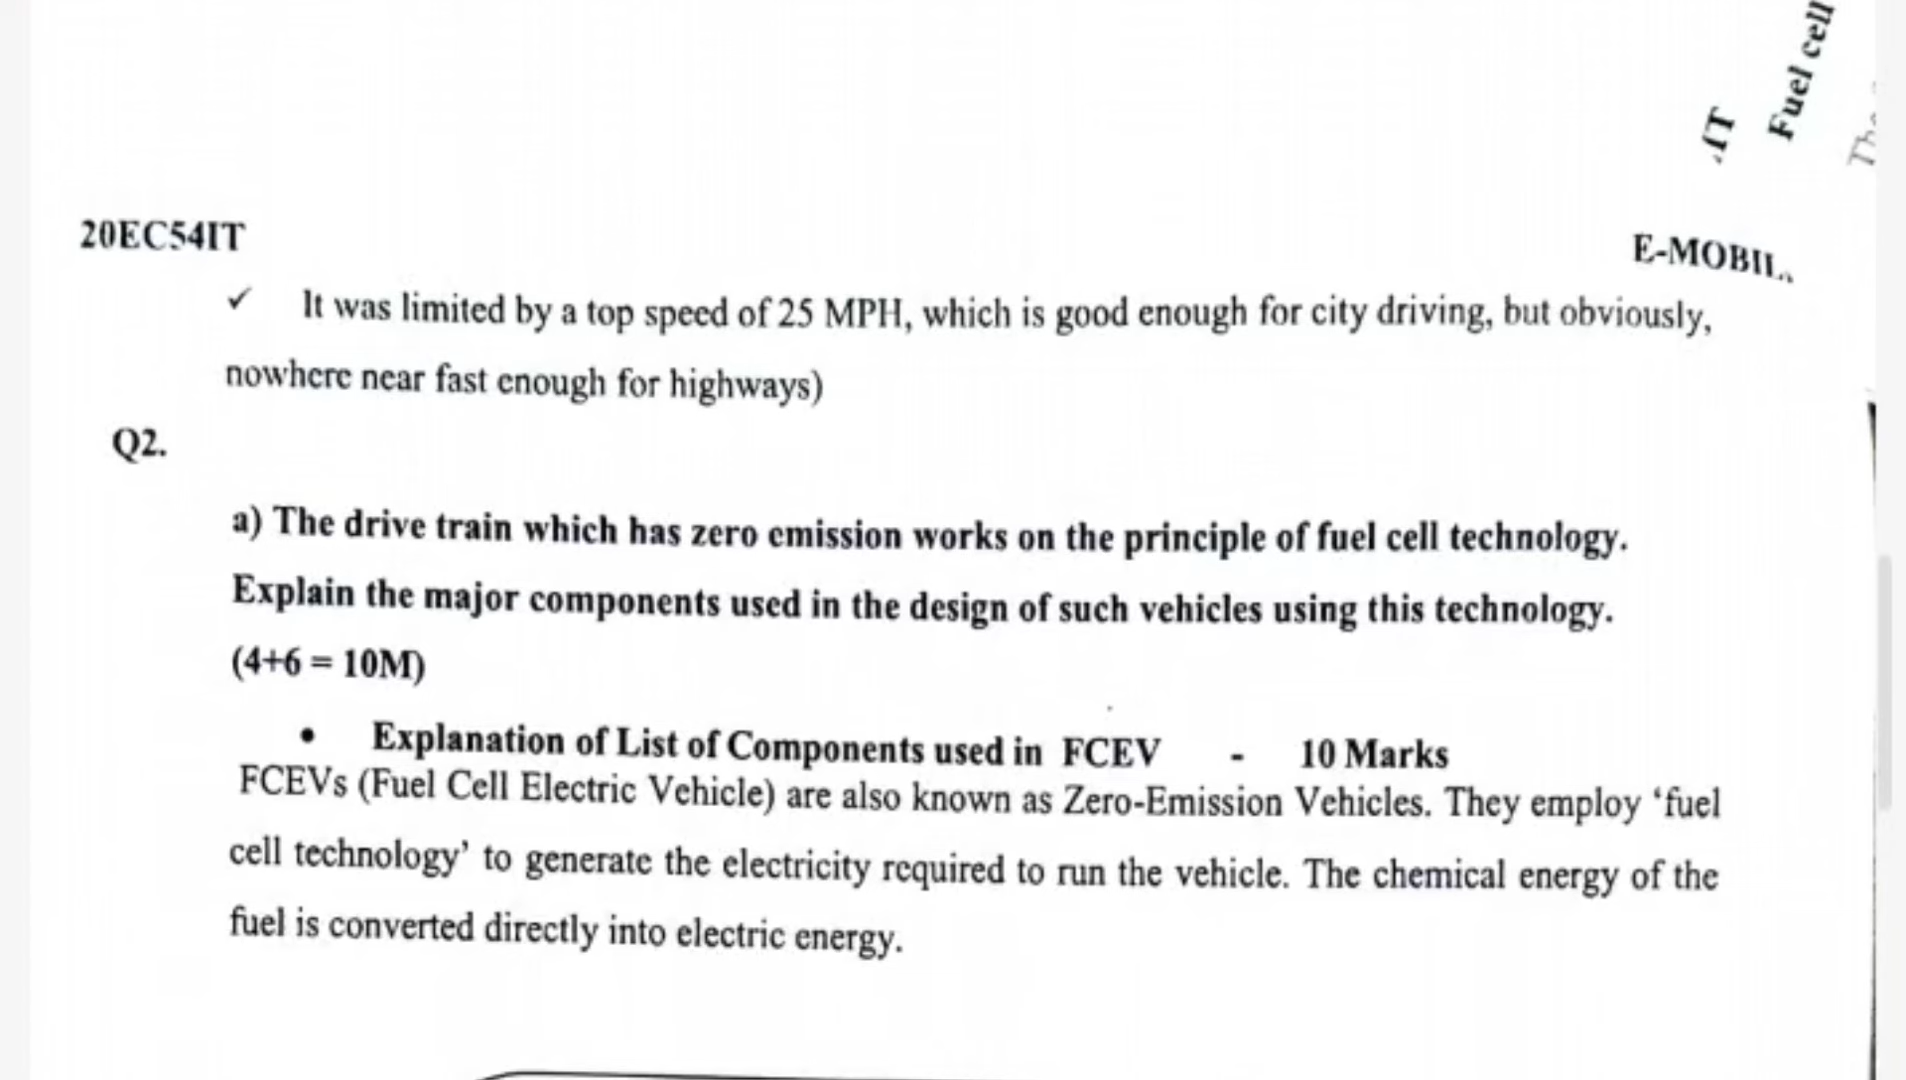 Fuel cell
20EC54IT
✓ It was limited by a top speed of 25 MPH, which is good enough for city driving, but obviously,
nowhere near fast enough for highways)
Q2.
a) The drive train which has zero emission works on the principle of fuel cell technology.
Explain the major components used in the design of such vehicles using this technology.
(4+6 = 10M)
• Explanation of List of Components used in FCEV - 10 Marks
FCEVs (Fuel Cell Electric Vehicle) are also known as Zero-Emission Vehicles. They employ ‘fuel
cell technology’ to generate the electricity required to run the vehicle. The chemical energy of the
fuel is converted directly into electric energy.